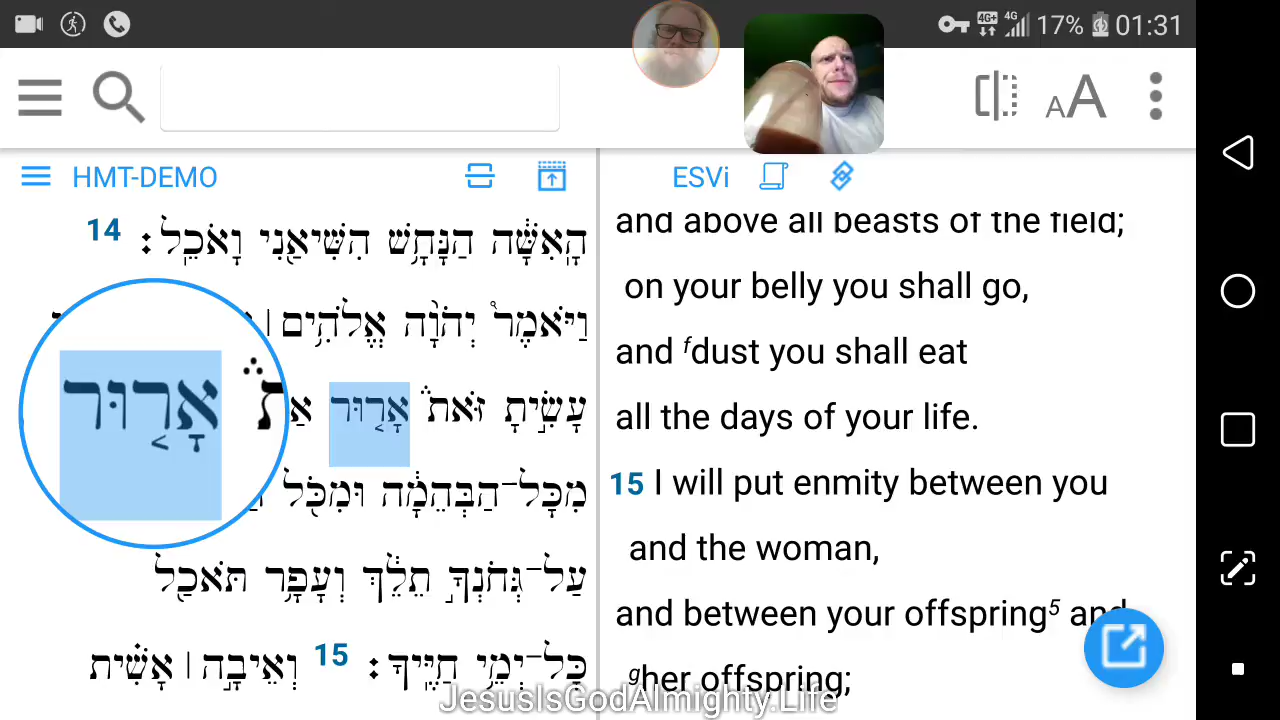 4G+ 4G 17% 01:31
AA
HMT-DEMO
הָֽאִשָּׁ֔ה הַנָּחָ֥שׁ הִשִּׁיאַ֖נִי וָאֹכֵֽל׃ 14
וַיֹּאמֶר֩ יְהֹוָ֨ה אֱלֹהִ֥ים ׀
עָשִׂ֣יתָ זֹּאת֒ אָר֤וּר
אָר֤וּר
מִכׇּל־הַבְּהֵמָ֔ה וּמִכֹּ֖ל
עַל־גְּחֹנְךָ֣ תֵלֵ֔ךְ וְעָפָ֥ר תֹּאכַ֖ל
כׇּל־יְמֵ֥י חַיֶּֽיךָ׃ 15 וְאֵיבָ֣ה ׀ אָשִׁ֗ית
ESVi
and above all beasts of the field;
on your belly you shall go,
and fdust you shall eat
all the days of your life.
15 I will put enmity between you
and the woman,
and between your offspring5 and
gher offspring;
JesusIsGodAlmighty.Life